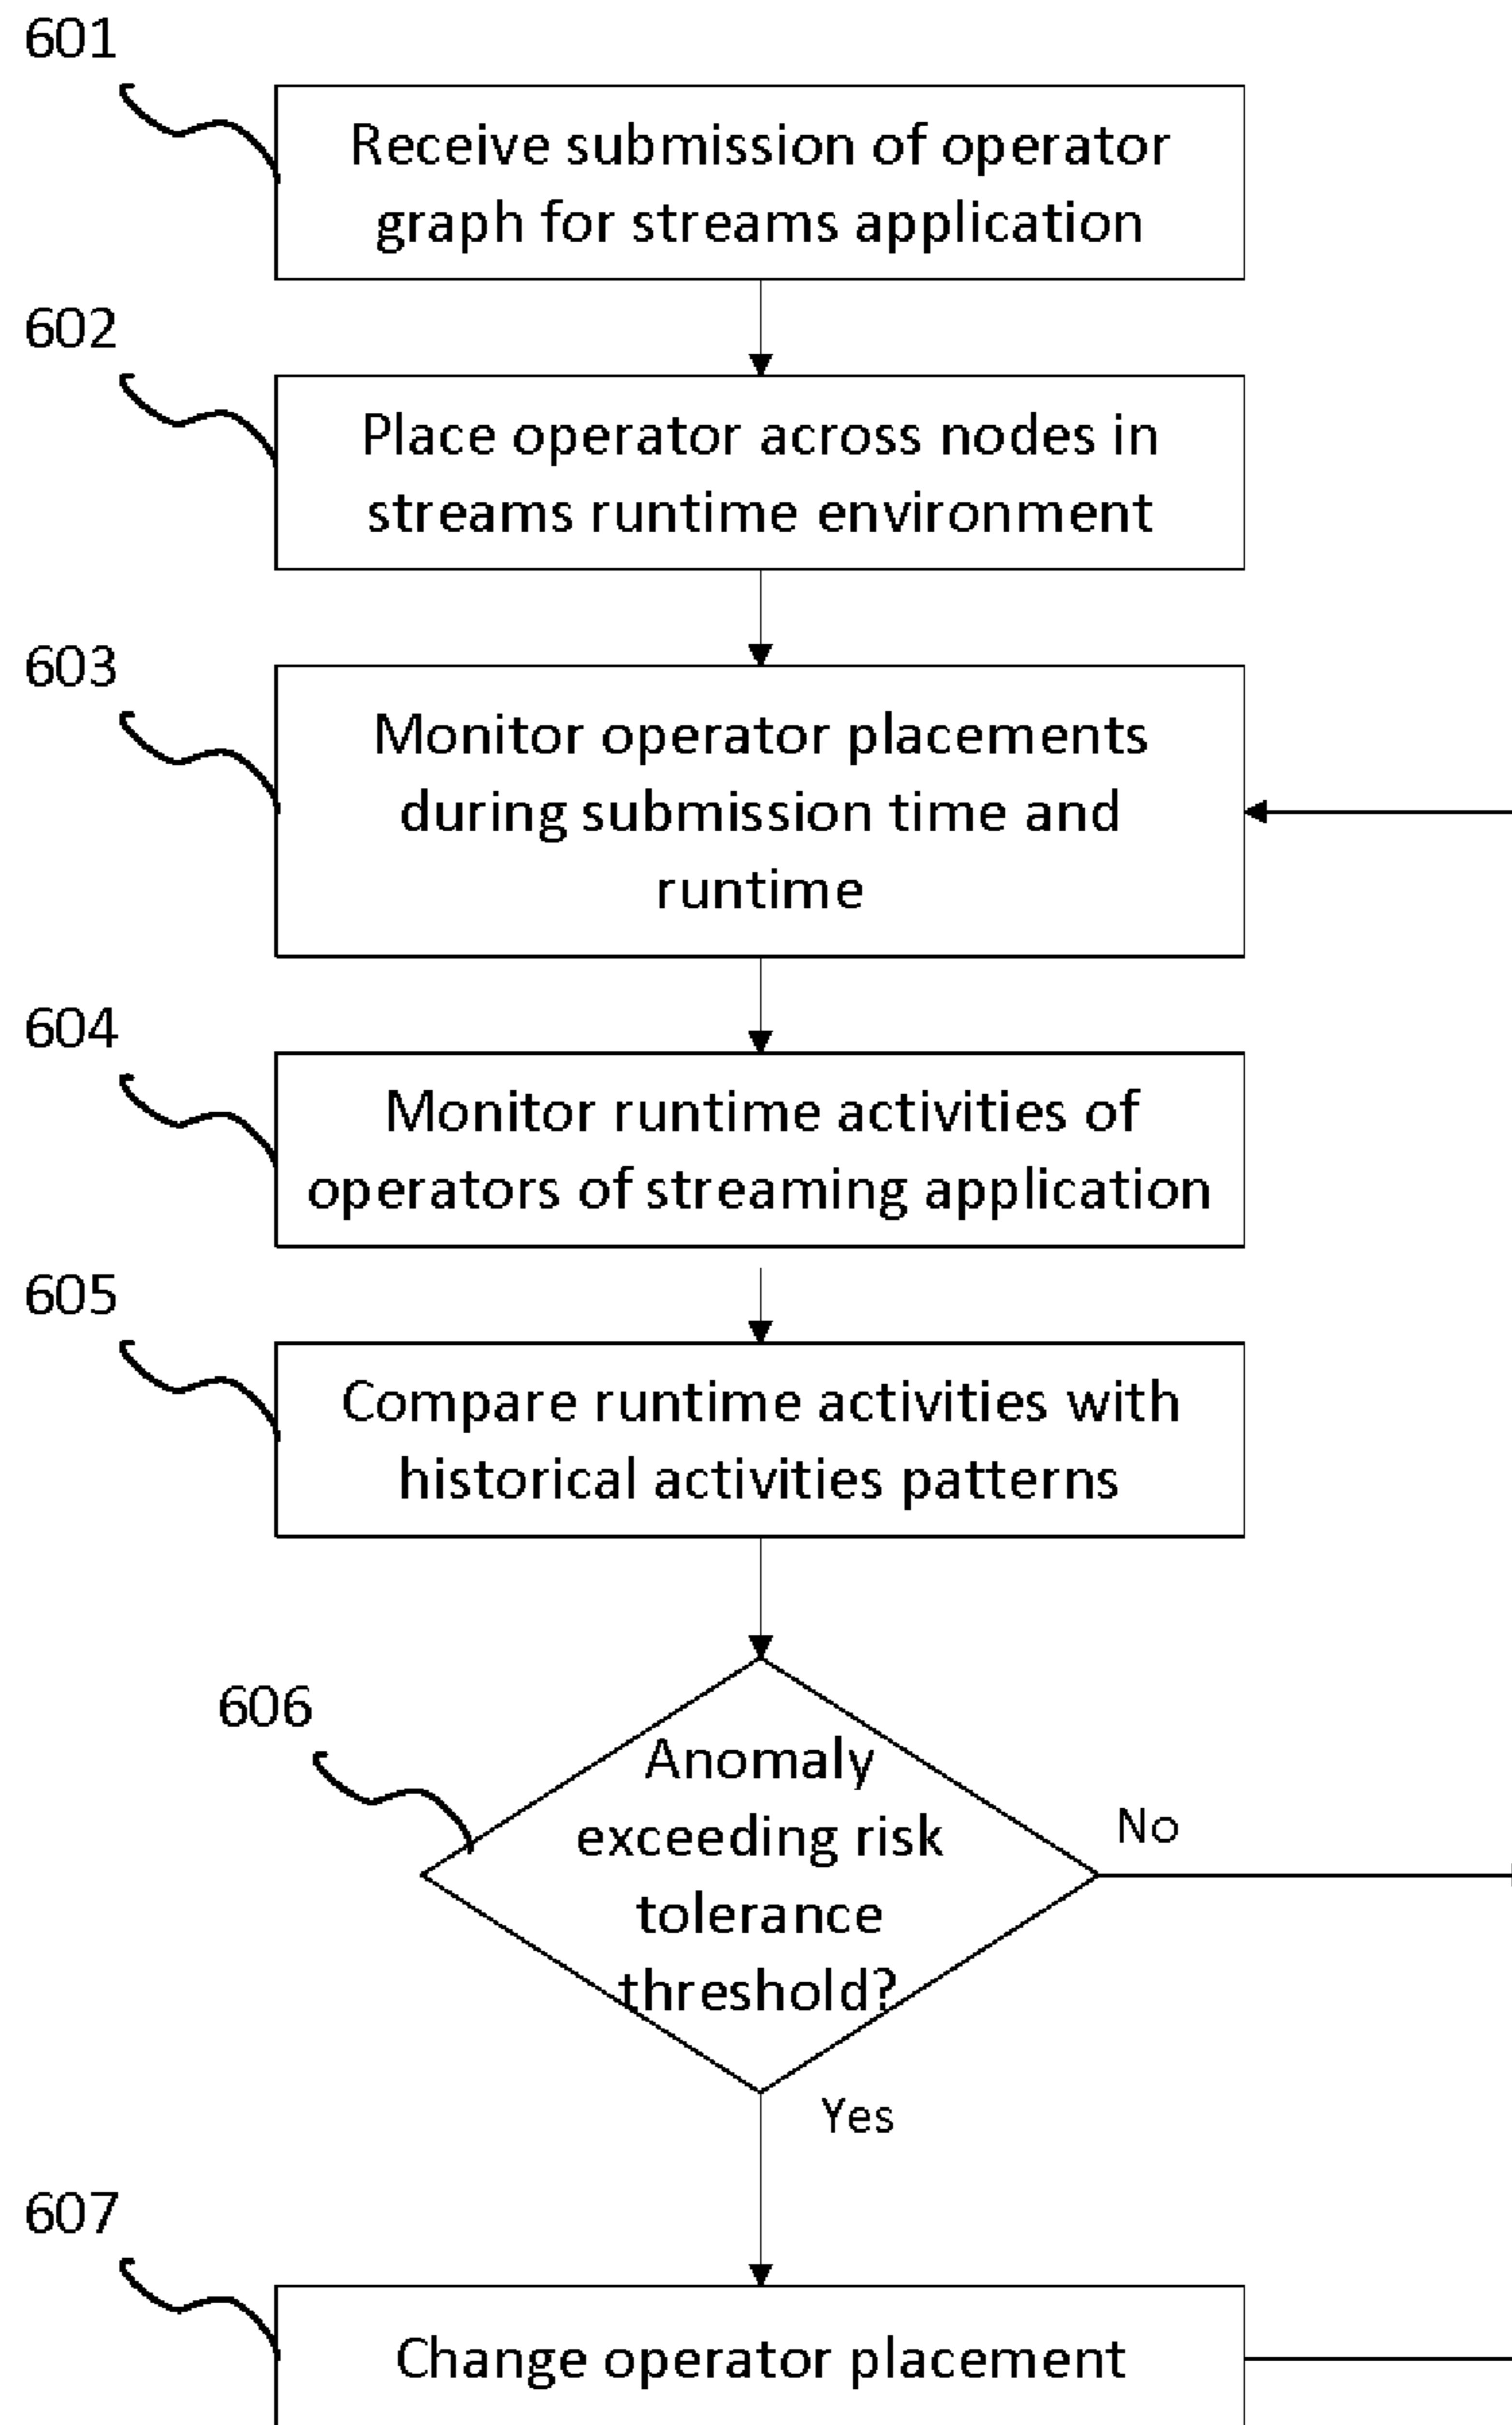 601
Receive submission of operator
graph for streams application
602
Place operator across nodes in
streams runtime environment
603
Monitor operator placements
during submission time and
runtime
604
Monitor runtime activities of
operators of streaming application
605
Compare runtime activities with
historical activities patterns
606
Anomaly
exceeding risk
tolerance
threshold?
No
Yes
607
Change operator placement